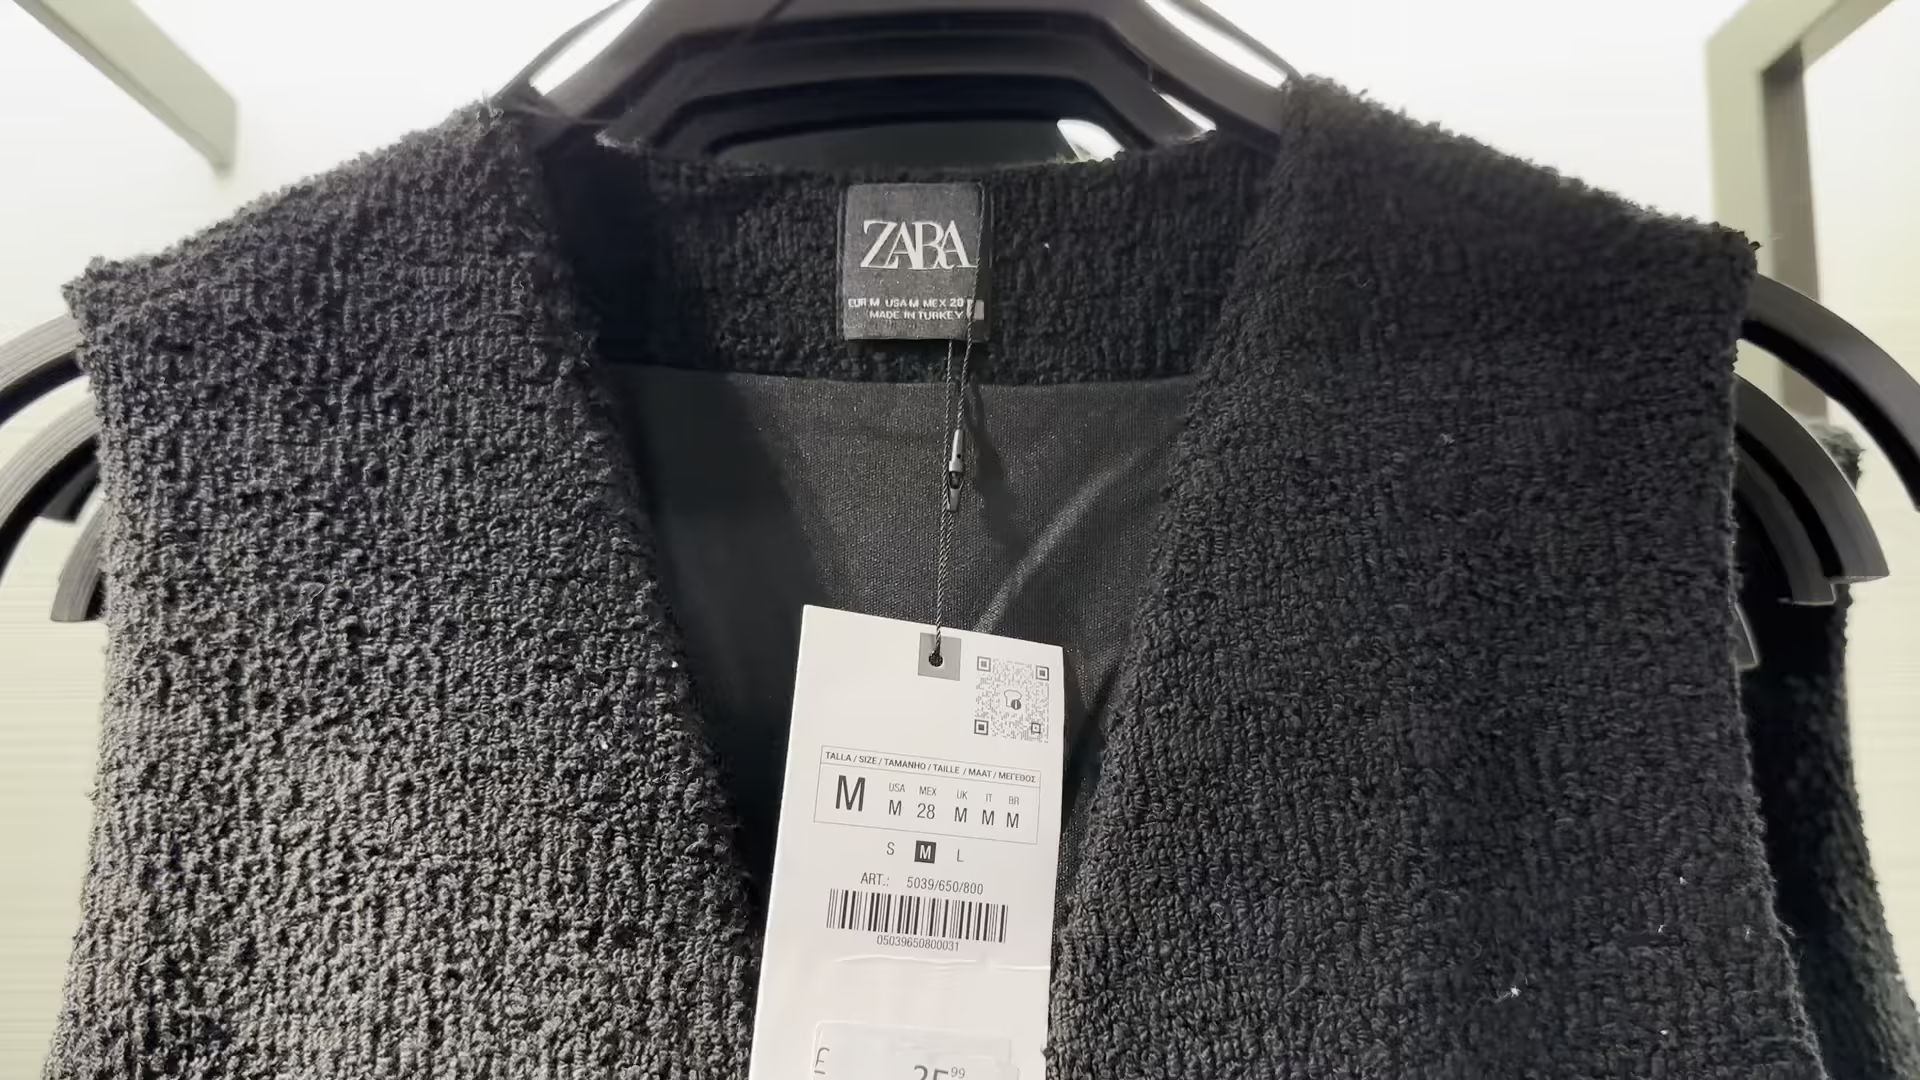 ZARA
EUR M USA M MEX 28
MADE IN TURKEY
TALLA / SIZE / TAMANHO / TAILLE / MAAT / ΜΕΓΕΘΟΣ
M
USA MEX UK IT BR
M 28 M M M
S M L
ART.: 5039/650/800
05039650800031
£
99